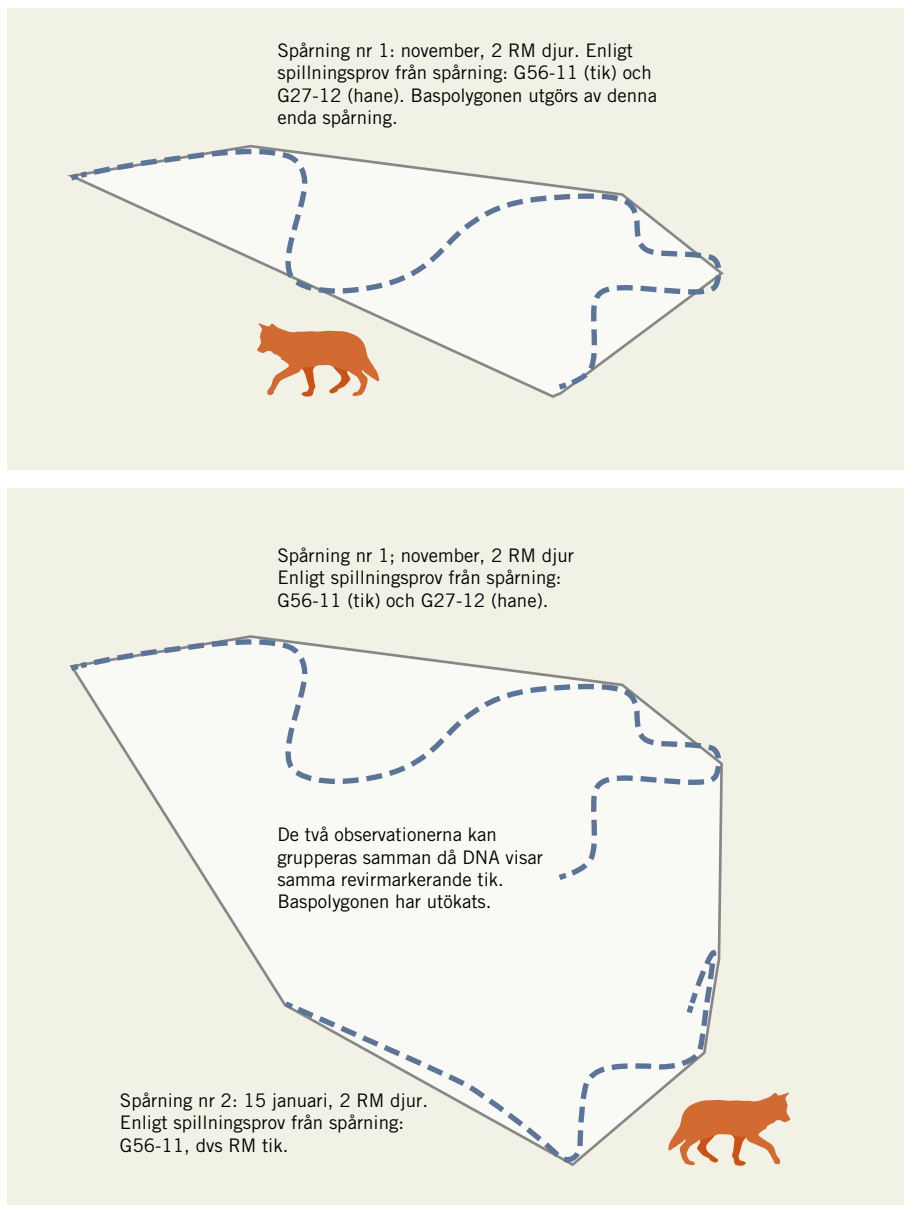 Spårning nr 1: november, 2 RM djur. Enligt
spillningsprov från spårning: G56-11 (tik) och
G27-12 (hane). Baspolygonen utgörs av denna
enda spårning.
Spårning nr 1; november, 2 RM djur
Enligt spillningsprov från spårning:
G56-11 (tik) och G27-12 (hane).
De två observationerna kan
grupperas samman då DNA visar
samma revirmarkerande tik.
Baspolygonen har utökats.
Spårning nr 2: 15 januari, 2 RM djur.
Enligt spillningsprov från spårning:
G56-11, dvs RM tik.